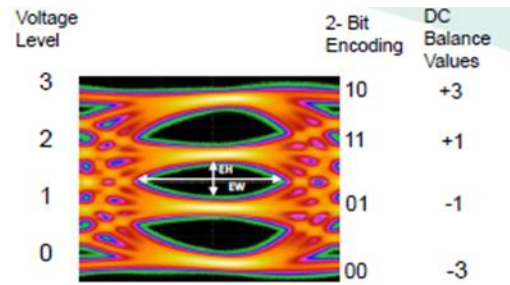 Voltage
Level
2- Bit
Encoding
DC
Balance
Values
3
10
+3
2
11
+1
EH
EW
1
01
-1
0
00
-3